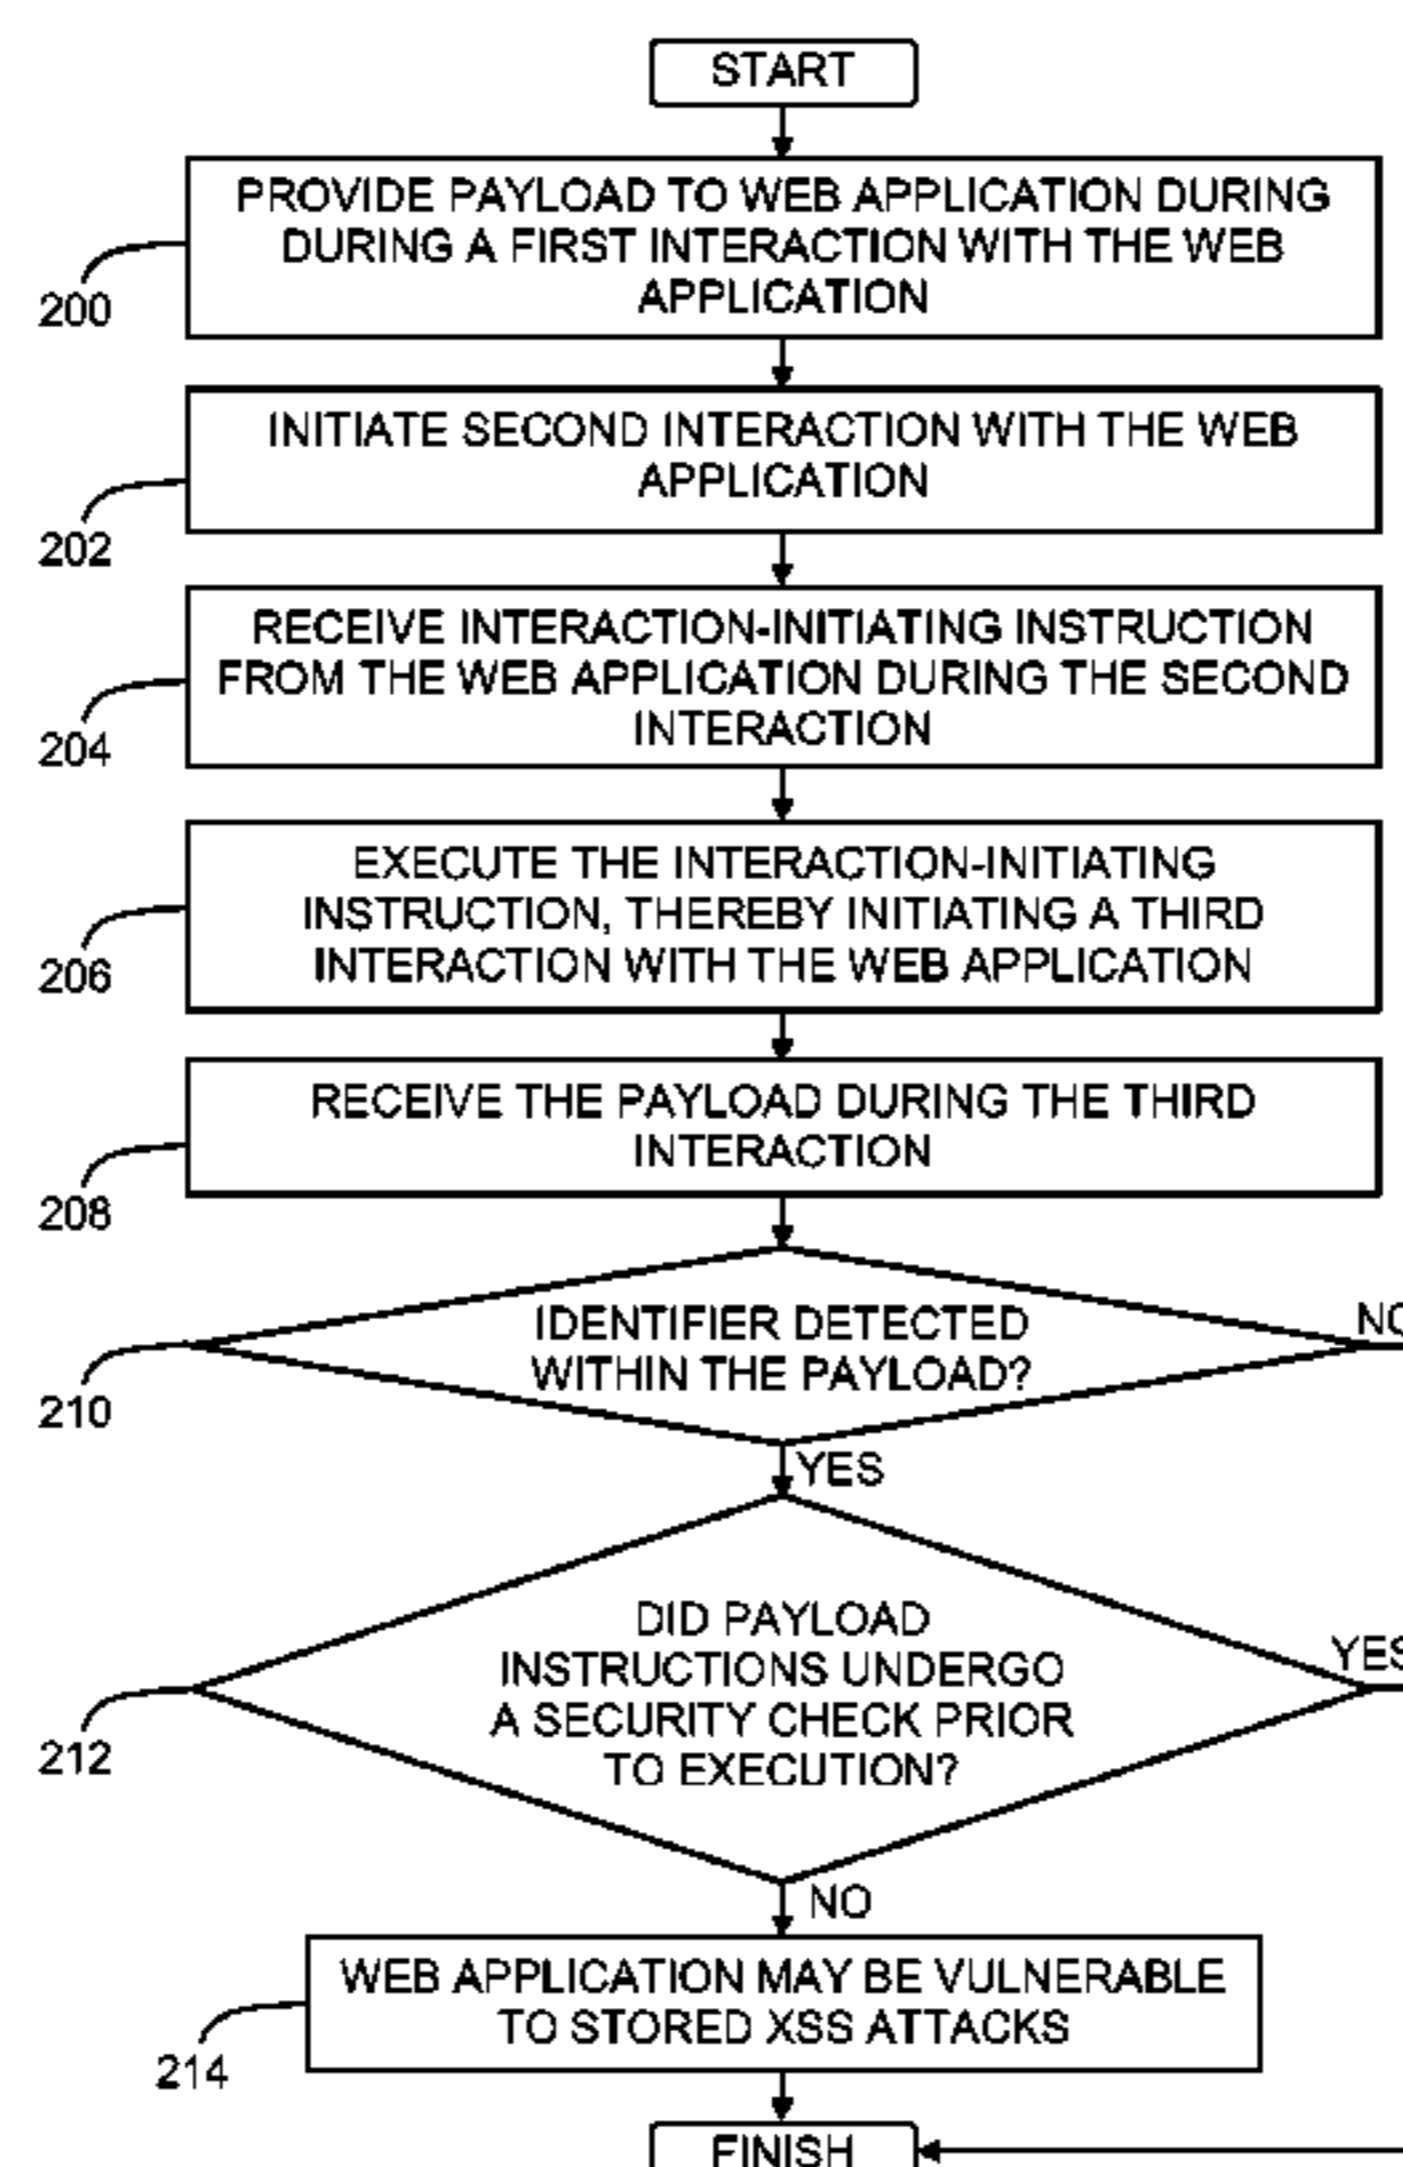 START
PROVIDE PAYLOAD TO WEB APPLICATION DURING
DURING A FIRST INTERACTION WITH THE WEB
APPLICATION
200
INITIATE SECOND INTERACTION WITH THE WEB
APPLICATION
202
RECEIVE INTERACTION-INITIATING INSTRUCTION
FROM THE WEB APPLICATION DURING THE SECOND
INTERACTION
204
EXECUTE THE INTERACTION-INITIATING
INSTRUCTION, THEREBY INITIATING A THIRD
INTERACTION WITH THE WEB APPLICATION
206
RECEIVE THE PAYLOAD DURING THE THIRD
INTERACTION
208
IDENTIFIER DETECTED
WITHIN THE PAYLOAD?
NO
210
YES
DID PAYLOAD
INSTRUCTIONS UNDERGO
A SECURITY CHECK PRIOR
TO EXECUTION?
YES
212
NO
WEB APPLICATION MAY BE VULNERABLE
TO STORED XSS ATTACKS
214
FINISH